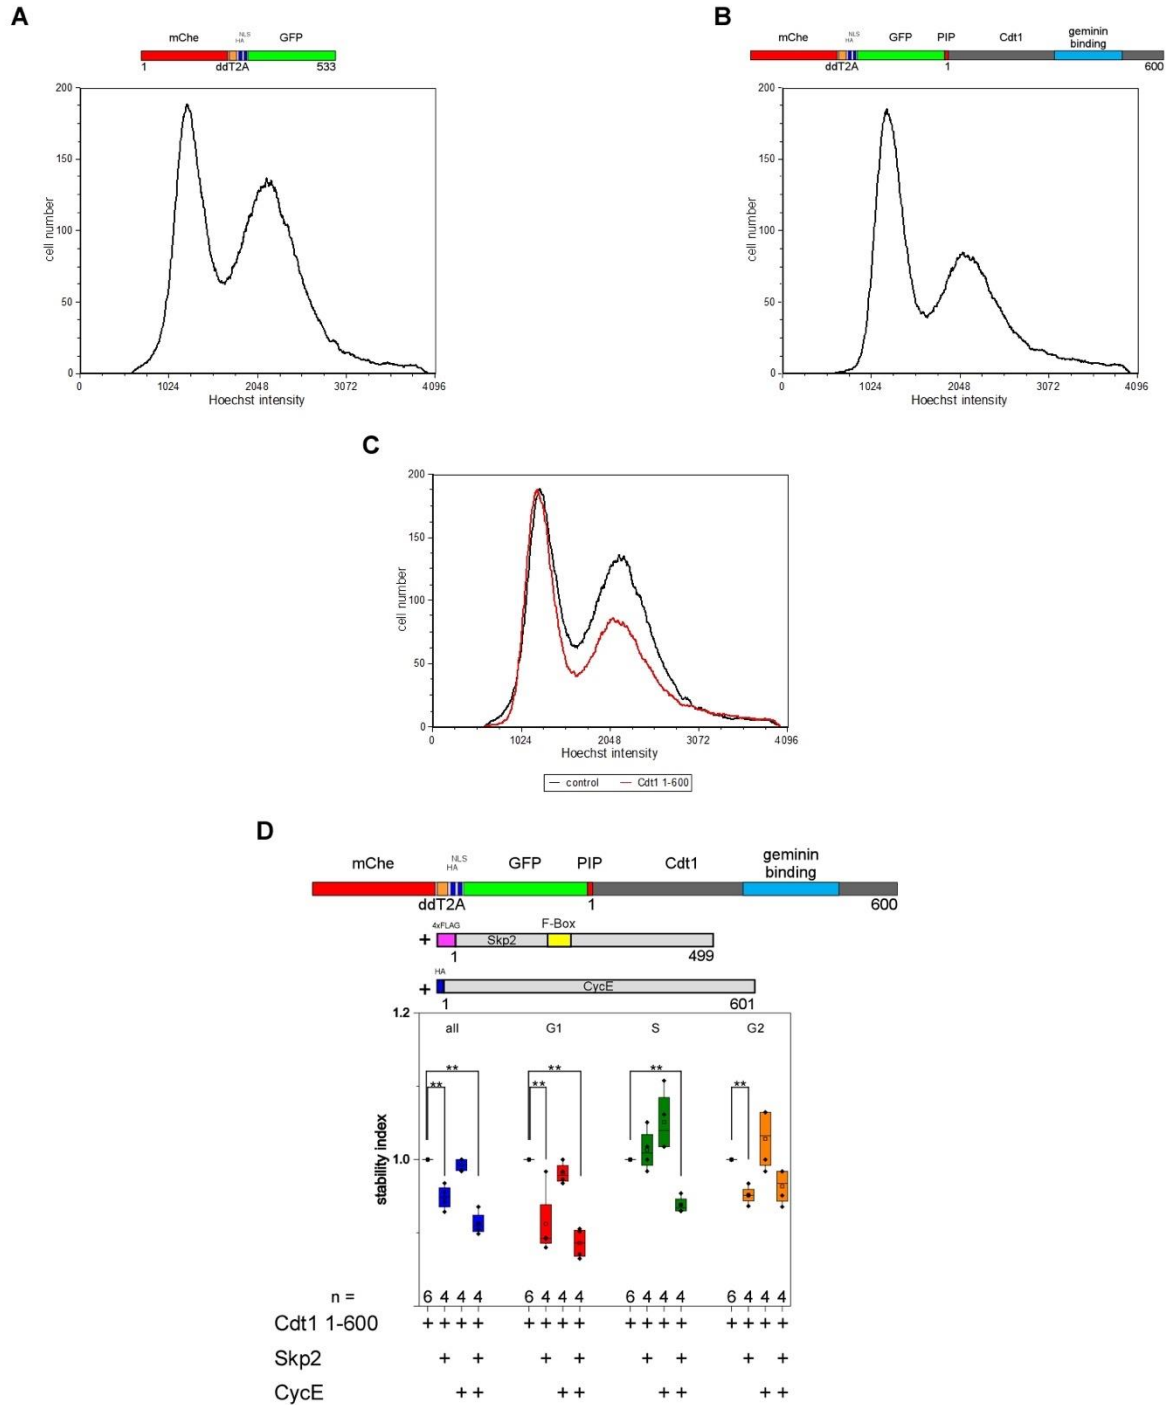 A
NLS
HA
mChe GFP
1 ddT2A 533
200
150
100
50
0
cell number
0 1024 2048 3072 4096
Hoechst intensity
B
geminin
binding
NLS
HA
mChe GFP PIP Cdt1
ddT2A 1 600
200
150
100
50
0
cell number
0 1024 2048 3072 4096
Hoechst intensity
C
200
150
100
50
0
cell number
0 1024 2048 3072 4096
Hoechst intensity
control Cdt1 1-600
D
geminin
binding
NLS
HA
mChe GFP PIP Cdt1
ddT2A 1 600
4xFLAG F-Box
+ Skp2
1 499
HA
+ CycE
1 601
1.2
all G1 S G2
** ** **
** ** **
stability index
1.0
n = 6 4 4 4 6 4 4 4 6 4 4 4 6 4 4 4
Cdt1 1-600 + + + + + + + + + + + + + + + +
Skp2 + + + + + + + +
CycE + + + + + + + +